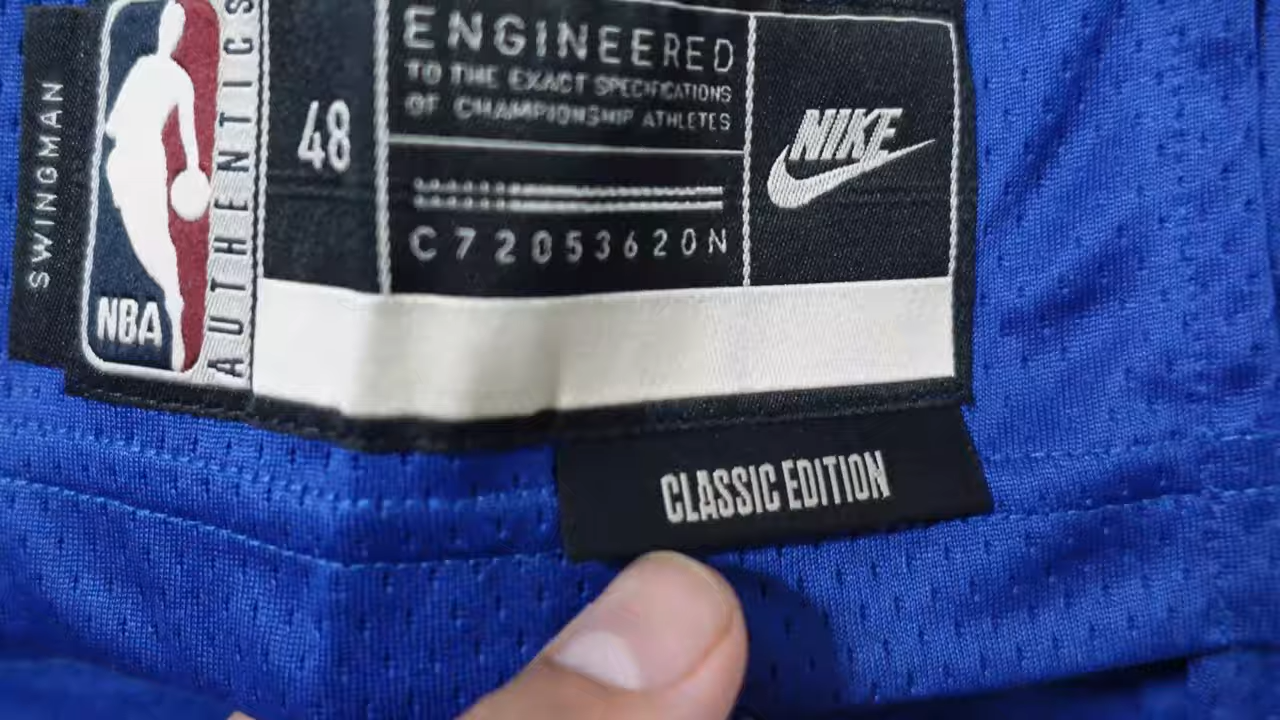 SWINGMAN
NBA
AUTHENTICS
48
ENGINEERED
TO THE EXACT SPECIFICATIONS
OF CHAMPIONSHIP ATHLETES
C72053620N
NIKE
CLASSIC EDITION